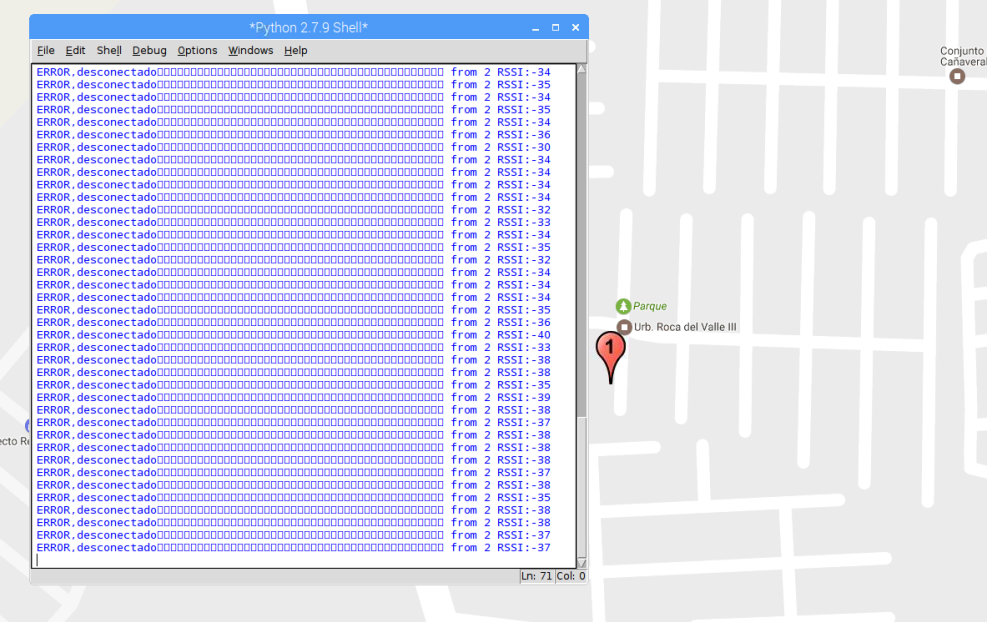 *Python 2.7.9 Shell*
File Edit Shell Debug Options Windows Help
ERROR,desconectado from 2 RSSI:-34
ERROR,desconectado from 2 RSSI:-35
ERROR,desconectado from 2 RSSI:-34
ERROR,desconectado from 2 RSSI:-35
ERROR,desconectado from 2 RSSI:-34
ERROR,desconectado from 2 RSSI:-36
ERROR,desconectado from 2 RSSI:-30
ERROR,desconectado from 2 RSSI:-34
ERROR,desconectado from 2 RSSI:-34
ERROR,desconectado from 2 RSSI:-34
ERROR,desconectado from 2 RSSI:-34
ERROR,desconectado from 2 RSSI:-32
ERROR,desconectado from 2 RSSI:-33
ERROR,desconectado from 2 RSSI:-34
ERROR,desconectado from 2 RSSI:-35
ERROR,desconectado from 2 RSSI:-32
ERROR,desconectado from 2 RSSI:-34
ERROR,desconectado from 2 RSSI:-34
ERROR,desconectado from 2 RSSI:-34
ERROR,desconectado from 2 RSSI:-35
ERROR,desconectado from 2 RSSI:-36
ERROR,desconectado from 2 RSSI:-40
ERROR,desconectado from 2 RSSI:-33
ERROR,desconectado from 2 RSSI:-38
ERROR,desconectado from 2 RSSI:-38
ERROR,desconectado from 2 RSSI:-35
ERROR,desconectado from 2 RSSI:-39
ERROR,desconectado from 2 RSSI:-38
ERROR,desconectado from 2 RSSI:-37
ERROR,desconectado from 2 RSSI:-38
ERROR,desconectado from 2 RSSI:-38
ERROR,desconectado from 2 RSSI:-38
ERROR,desconectado from 2 RSSI:-37
ERROR,desconectado from 2 RSSI:-38
ERROR,desconectado from 2 RSSI:-35
ERROR,desconectado from 2 RSSI:-38
ERROR,desconectado from 2 RSSI:-38
ERROR,desconectado from 2 RSSI:-37
ERROR,desconectado from 2 RSSI:-37
Ln: 71 Col: 0
Conjunto
Cañaveral
Parque
Urb. Roca del Valle III
1